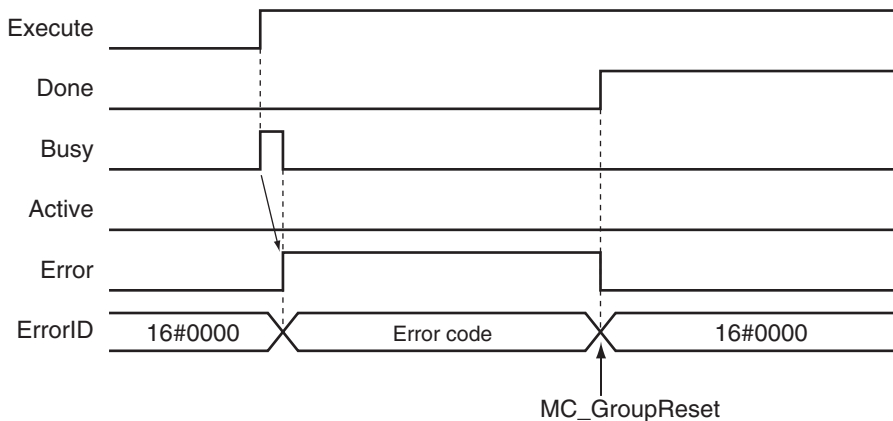 Execute
Done
Busy
Active
Error
ErrorID 16#0000 Error code 16#0000
MC_GroupReset